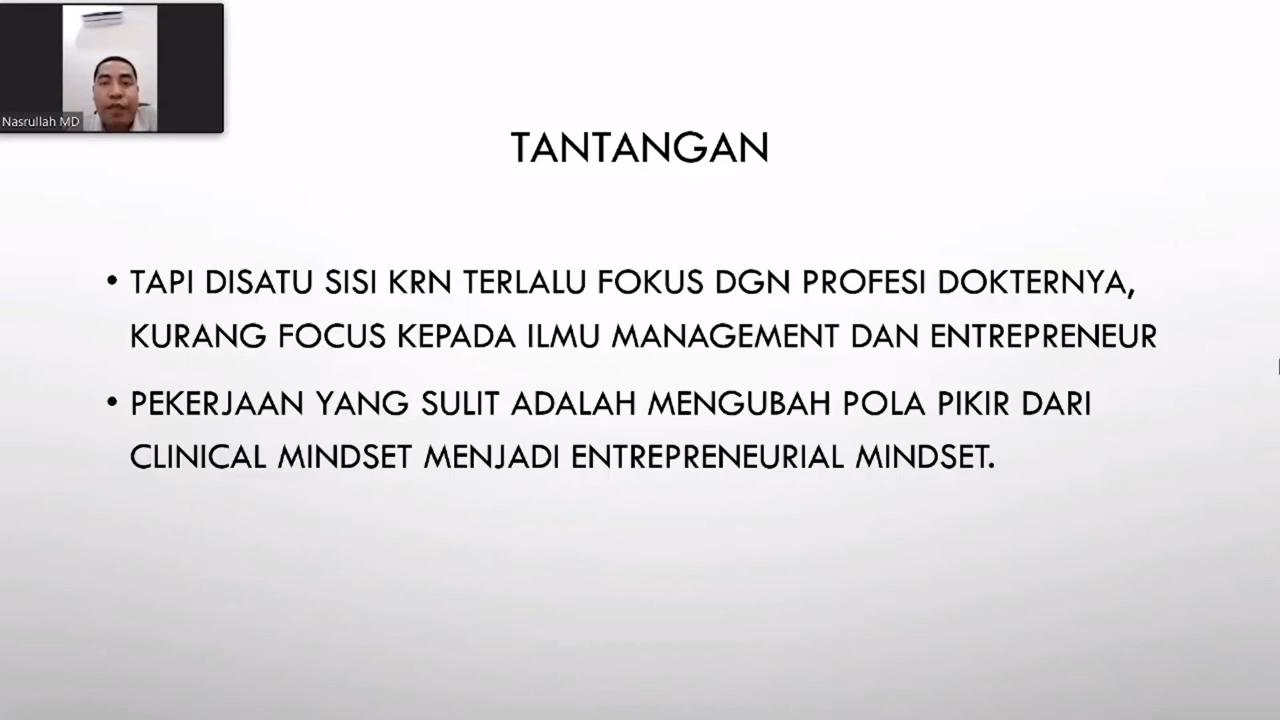 Nasrullah MD
TANTANGAN
• TAPI DISATU SISI KRN TERLALU FOKUS DGN PROFESI DOKTERNYA,
KURANG FOCUS KEPADA ILMU MANAGEMENT DAN ENTREPRENEUR
• PEKERJAAN YANG SULIT ADALAH MENGUBAH POLA PIKIR DARI
CLINICAL MINDSET MENJADI ENTREPRENEURIAL MINDSET.